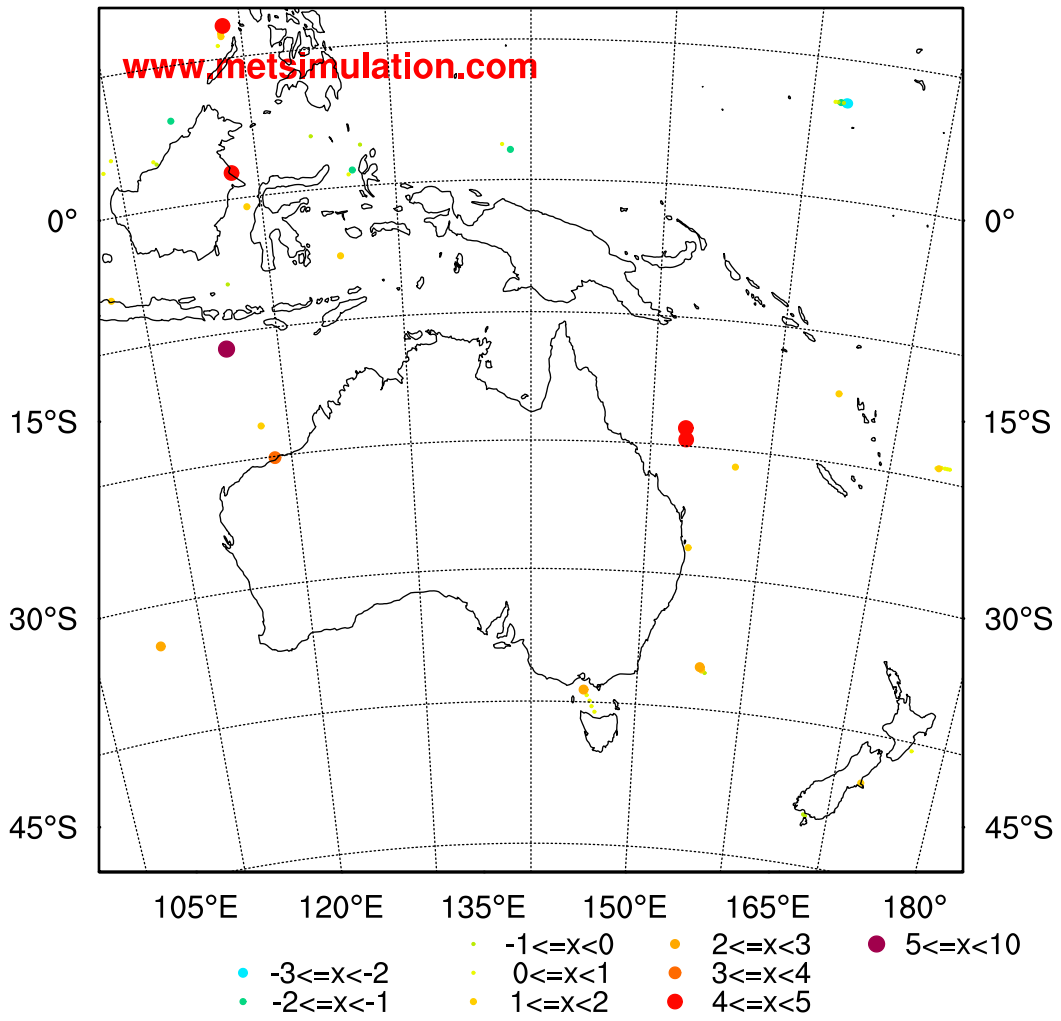 www.metsimulation.com
0° 0°
15°S 15°S
30°S 30°S
45°S 45°S
105°E 120°E 135°E 150°E 165°E 180°
-1<=x<0 2<=x<3 5<=x<10
-3<=x<-2 0<=x<1 3<=x<4
-2<=x<-1 1<=x<2 4<=x<5